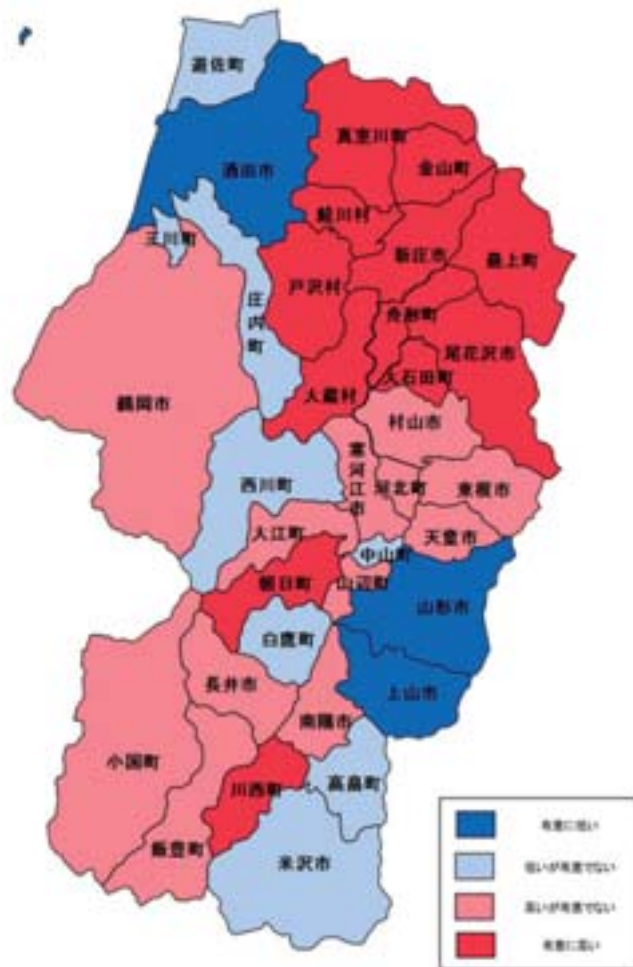 遊佐町
酒田市
真室川町
金山町
鮭川村
三川町
新庄市
最上町
戸沢村
庄内町
舟形町
尾花沢市
大石田町
大蔵村
鶴岡市
村山市
寒河江市
西川町
河北町
東根市
大江町
天童市
中山町
朝日町
山辺町
山形市
白鷹町
上山市
長井市
南陽市
小国町
川西町
高畠町
飯豊町
米沢市
有意に低い
低いが有意でない
高いが有意でない
有意に高い